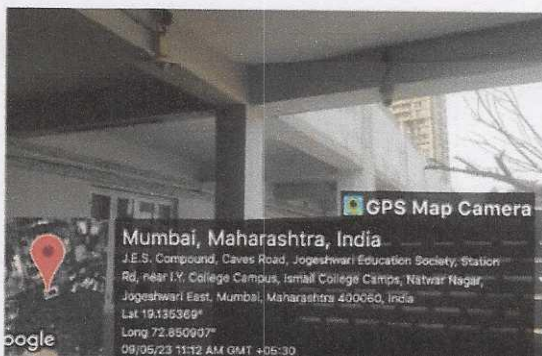 GPS Map Camera
Mumbai, Maharashtra, India
J.E.S. Compound, Caves Road, Jogeshwari Education Society, Station
Rd, near I.Y. College Campus, Ismail College Camps, Natwar Nagar,
Jogeshwari East, Mumbai, Maharashtra 400060, India
Lat 19.135369°
Long 72.850907°
09/05/23 11:12 AM GMT +05:30
oogle